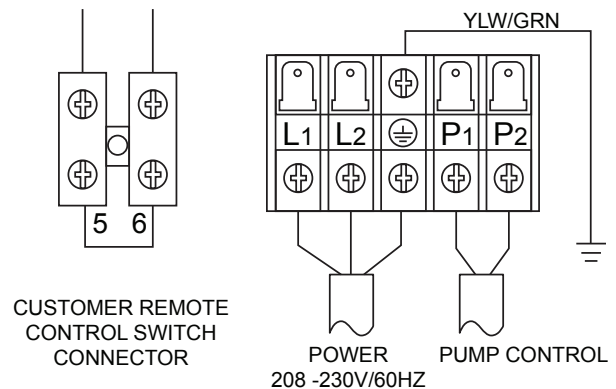 YLW/GRN
L1 L2 P1 P2
5 6
CUSTOMER REMOTE
CONTROL SWITCH
CONNECTOR
POWER
208 -230V/60HZ
PUMP CONTROL